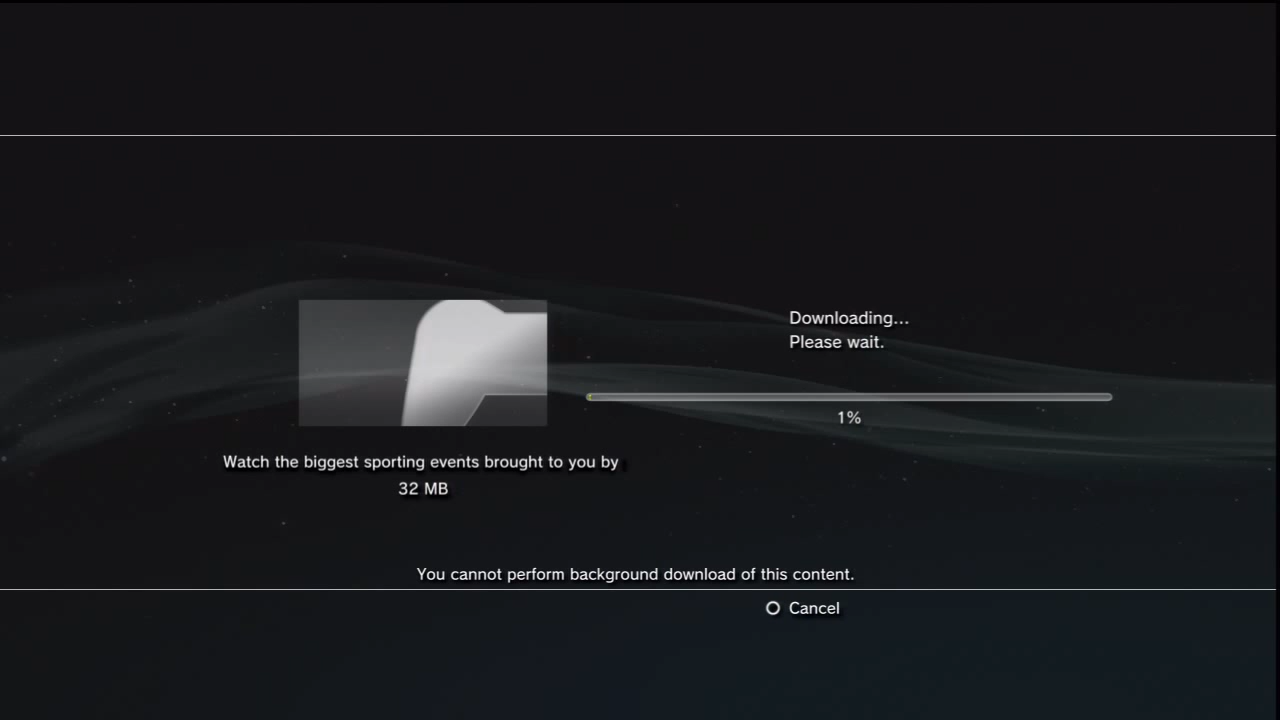 Downloading...
Please wait.
1%
Watch the biggest sporting events brought to you by
32 MB
You cannot perform background download of this content.
Cancel